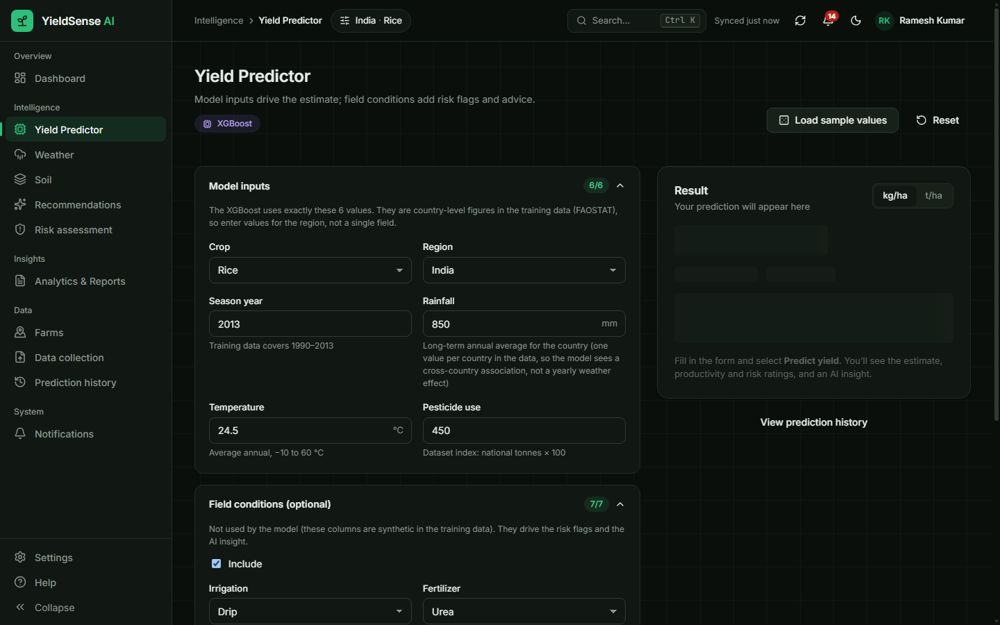 YieldSense AI
Intelligence
Yield Predictor
India · Rice
Search...
Ctrl K
Synced just now
14
RK
Ramesh Kumar
Overview
Dashboard
Intelligence
Yield Predictor
Weather
Soil
Recommendations
Risk assessment
Insights
Analytics & Reports
Data
Farms
Data collection
Prediction history
System
Notifications
Settings
Help
Collapse
Yield Predictor
Model inputs drive the estimate; field conditions add risk flags and advice.
XGBoost
Load sample values
Reset
Model inputs
6/6
The XGBoost uses exactly these 6 values. They are country-level figures in the training data (FAOSTAT),
so enter values for the region, not a single field.
Crop
Region
Rice
India
Season year
Rainfall
2013
850
mm
Training data covers 1990–2013
Long-term annual average for the country (one
value per country in the data, so the model sees a
cross-country association, not a yearly weather
effect)
Temperature
Pesticide use
24.5
°C
450
Average annual, −10 to 60 °C
Dataset index: national tonnes × 100
Field conditions (optional)
7/7
Not used by the model (these columns are synthetic in the training data). They drive the risk flags and the
AI insight.
Include
Irrigation
Fertilizer
Drip
Urea
Result
Your prediction will appear here
kg/ha
t/ha
Fill in the form and select Predict yield. You'll see the estimate,
productivity and risk ratings, and an AI insight.
View prediction history